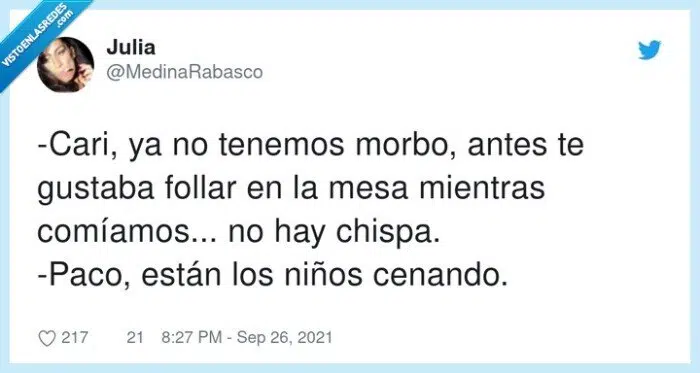 VISTOENLASREDES
.com
Julia
@MedinaRabasco
-Cari, ya no tenemos morbo, antes te
gustaba follar en la mesa mientras
comíamos... no hay chispa.
-Paco, están los niños cenando.
217 21 8:27 PM - Sep 26, 2021